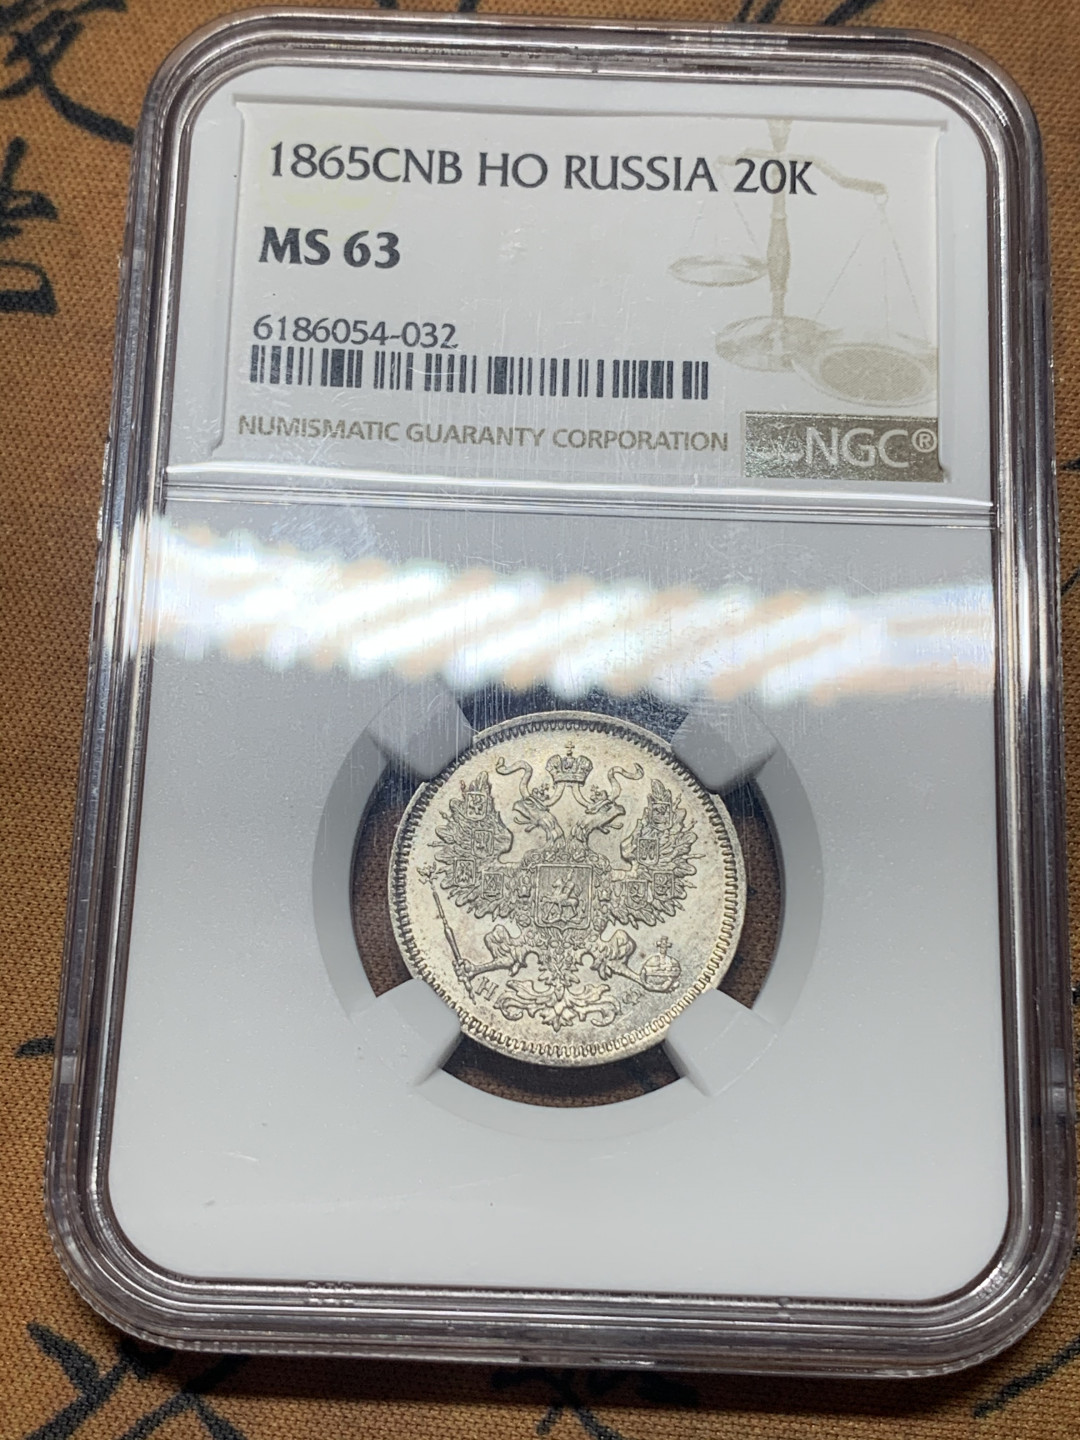 1865CNB HO RUSSIA 20K
MS 63
6186054-032
NUMISMATIC GUARANTY CORPORATION
NGC®